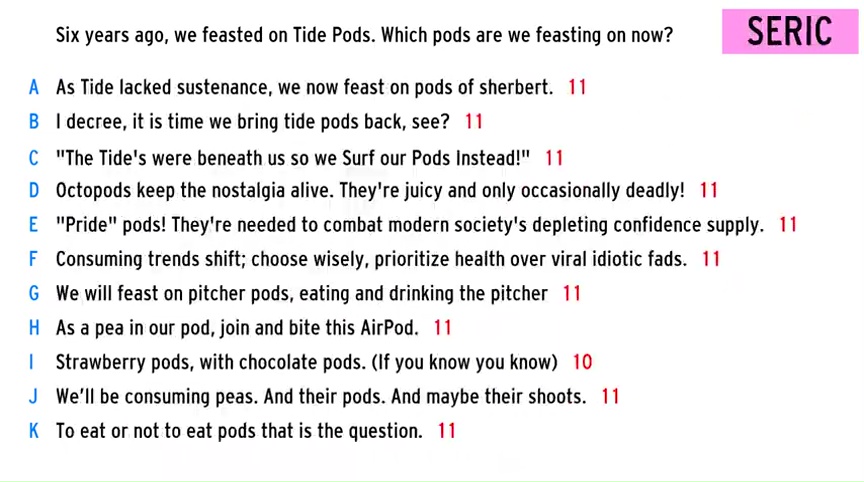 Six years ago, we feasted on Tide Pods. Which pods are we feasting on now?
SERIC
A As Tide lacked sustenance, we now feast on pods of sherbert. 11
B I decree, it is time we bring tide pods back, see? 11
C "The Tide's were beneath us so we Surf our Pods Instead!" 11
D Octopods keep the nostalgia alive. They're juicy and only occasionally deadly! 11
E "Pride" pods! They're needed to combat modern society's depleting confidence supply. 11
F Consuming trends shift; choose wisely, prioritize health over viral idiotic fads. 11
G We will feast on pitcher pods, eating and drinking the pitcher 11
H As a pea in our pod, join and bite this AirPod. 11
I Strawberry pods, with chocolate pods. (If you know you know) 10
J We'll be consuming peas. And their pods. And maybe their shoots. 11
K To eat or not to eat pods that is the question. 11